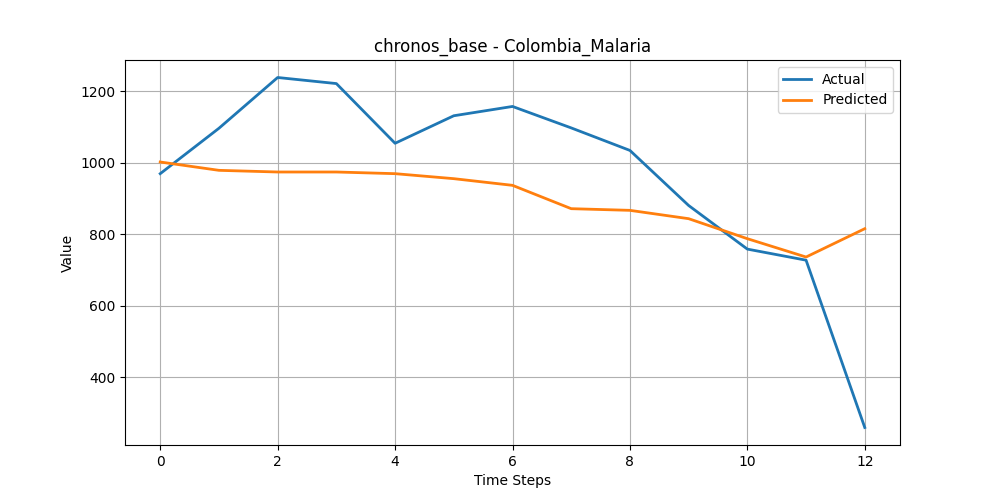 chronos_base - Colombia_Malaria
Actual
Predicted
1200
1000
800
600
400
Value
0 2 4 6 8 10 12
Time Steps